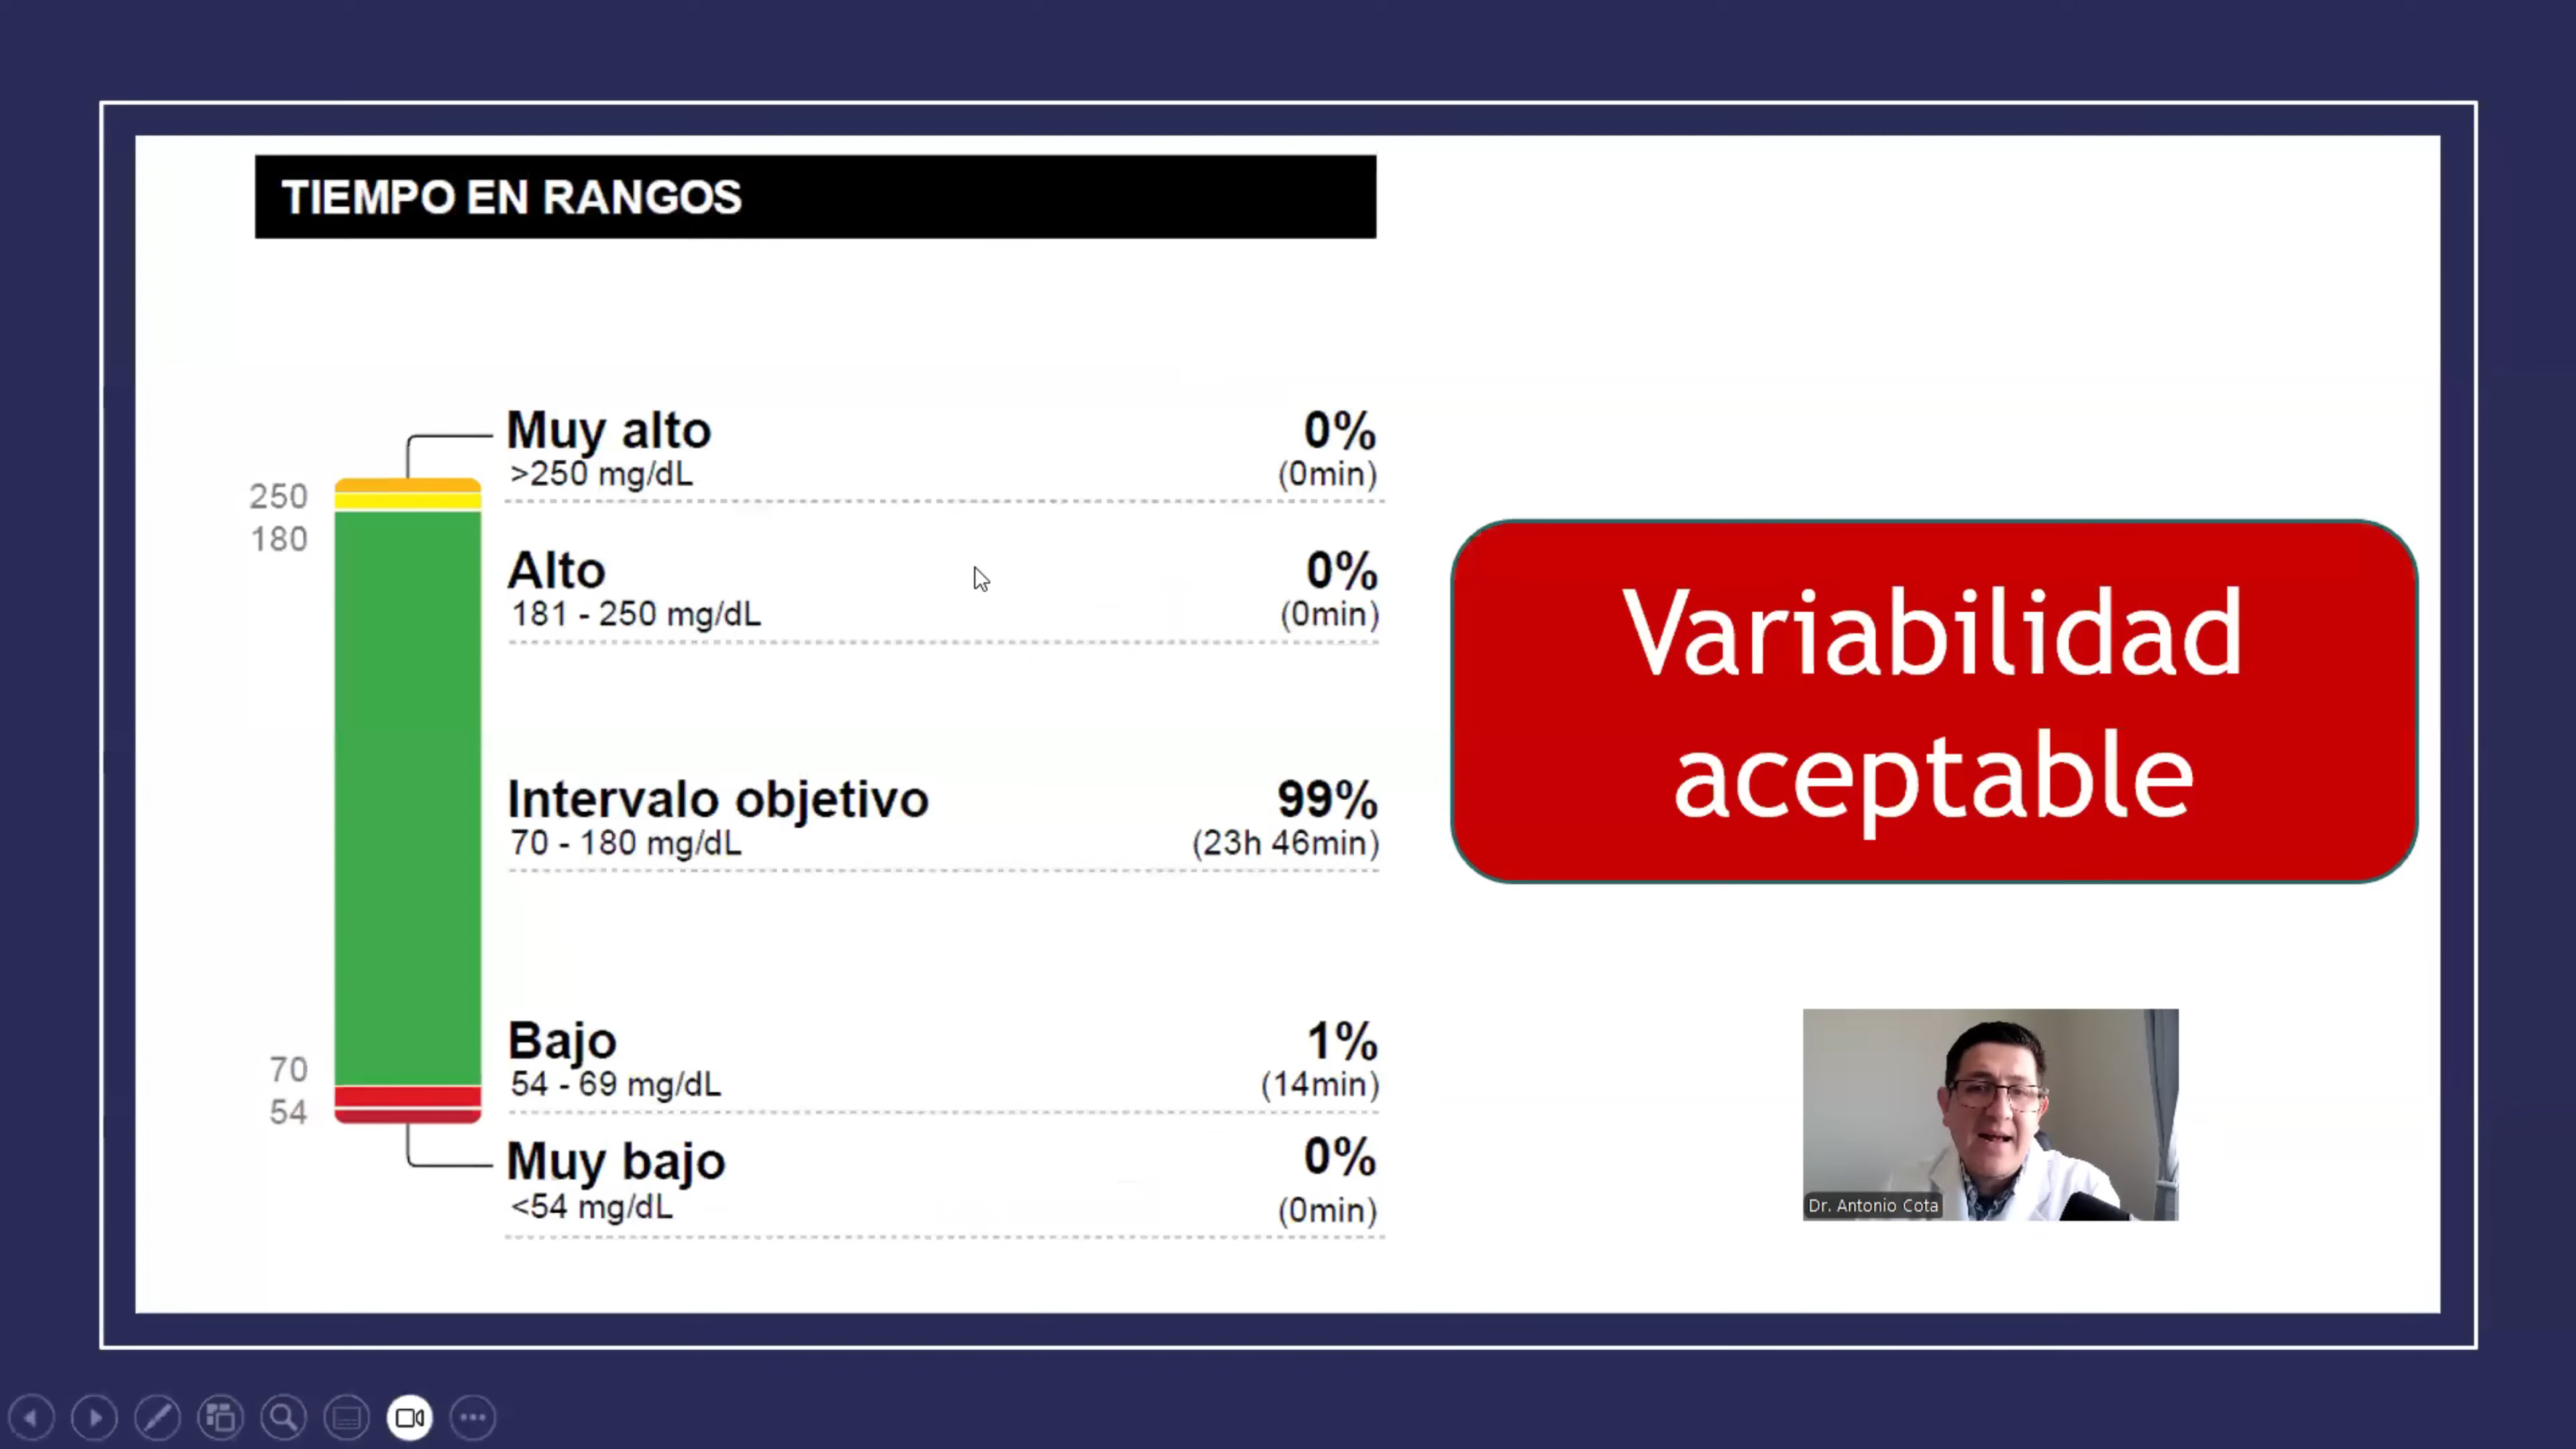 TIEMPO EN RANGOS
Muy alto 0%
>250 mg/dL (0min)
250
180
Alto 0%
181 - 250 mg/dL (0min)
Intervalo objetivo 99%
70 - 180 mg/dL (23h 46min)
Bajo 1%
54 - 69 mg/dL (14min)
70
54
Muy bajo 0%
<54 mg/dL (0min)
Variabilidad
aceptable
Dr. Antonio Cota